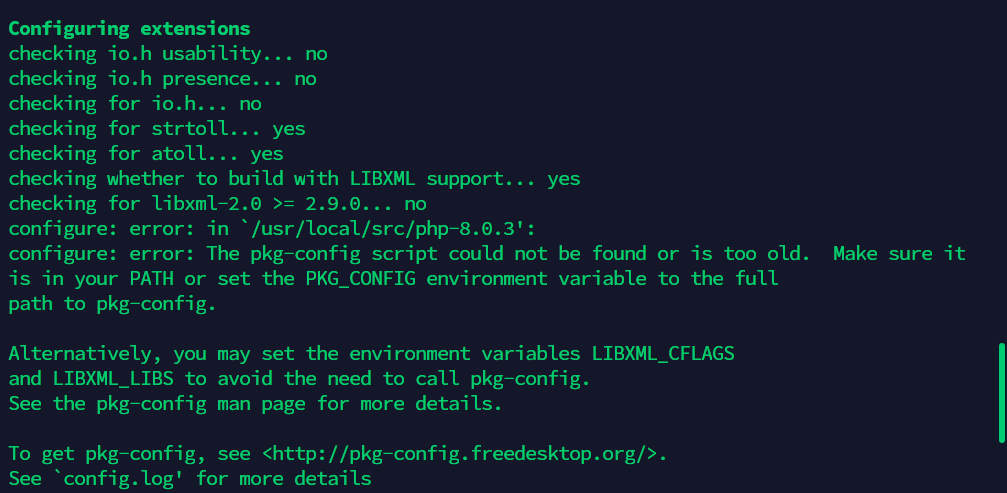 Configuring extensions
checking io.h usability... no
checking io.h presence... no
checking for io.h... no
checking for strtoll... yes
checking for atoll... yes
checking whether to build with LIBXML support... yes
checking for libxml-2.0 >= 2.9.0... no
configure: error: in `/usr/local/src/php-8.0.3':
configure: error: The pkg-config script could not be found or is too old.  Make sure it
is in your PATH or set the PKG_CONFIG environment variable to the full
path to pkg-config.

Alternatively, you may set the environment variables LIBXML_CFLAGS
and LIBXML_LIBS to avoid the need to call pkg-config.
See the pkg-config man page for more details.

To get pkg-config, see <http://pkg-config.freedesktop.org/>.
See `config.log' for more details